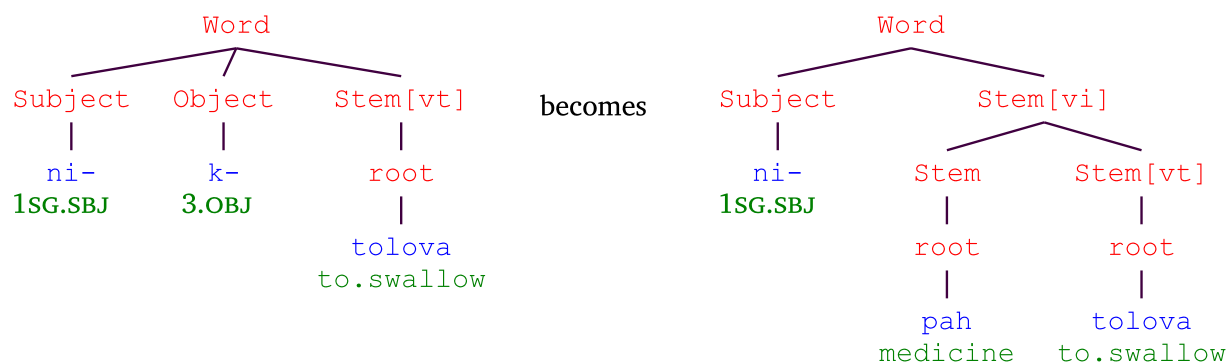 Word Word
Subject Object Stem[vt] becomes Subject Stem[vi]
ni- k- root ni- Stem Stem[vt]
1SG.SBJ 3.OBJ 1SG.SBJ
tolova root root
to.swallow
pah tolova
medicine to.swallow